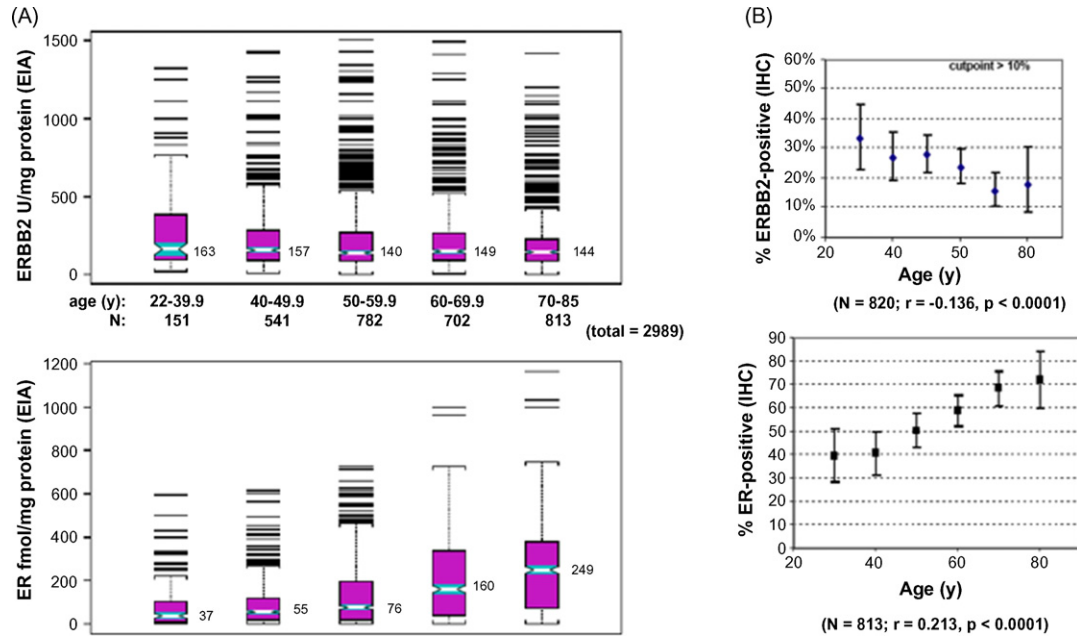 (A)
ERBB2 U/mg protein (EIA)
1500
1000
500
0
163
157
140
149
144
age (y): 22-39.9 40-49.9 50-59.9 60-69.9 70-85
N: 151 541 782 702 813
(total = 2989)
ER fmol/mg protein (EIA)
1200
1000
800
600
400
200
0
37
55
76
160
249
(B)
% ERBB2-positive (IHC)
cutpoint > 10%
60%
50%
40%
30%
20%
10%
0%
20 40 60 80
Age (y)
(N = 820; r = -0.136, p < 0.0001)
% ER-positive (IHC)
90
80
70
60
50
40
30
20
10
0
20 40 60 80
Age (y)
(N = 813; r = 0.213, p < 0.0001)